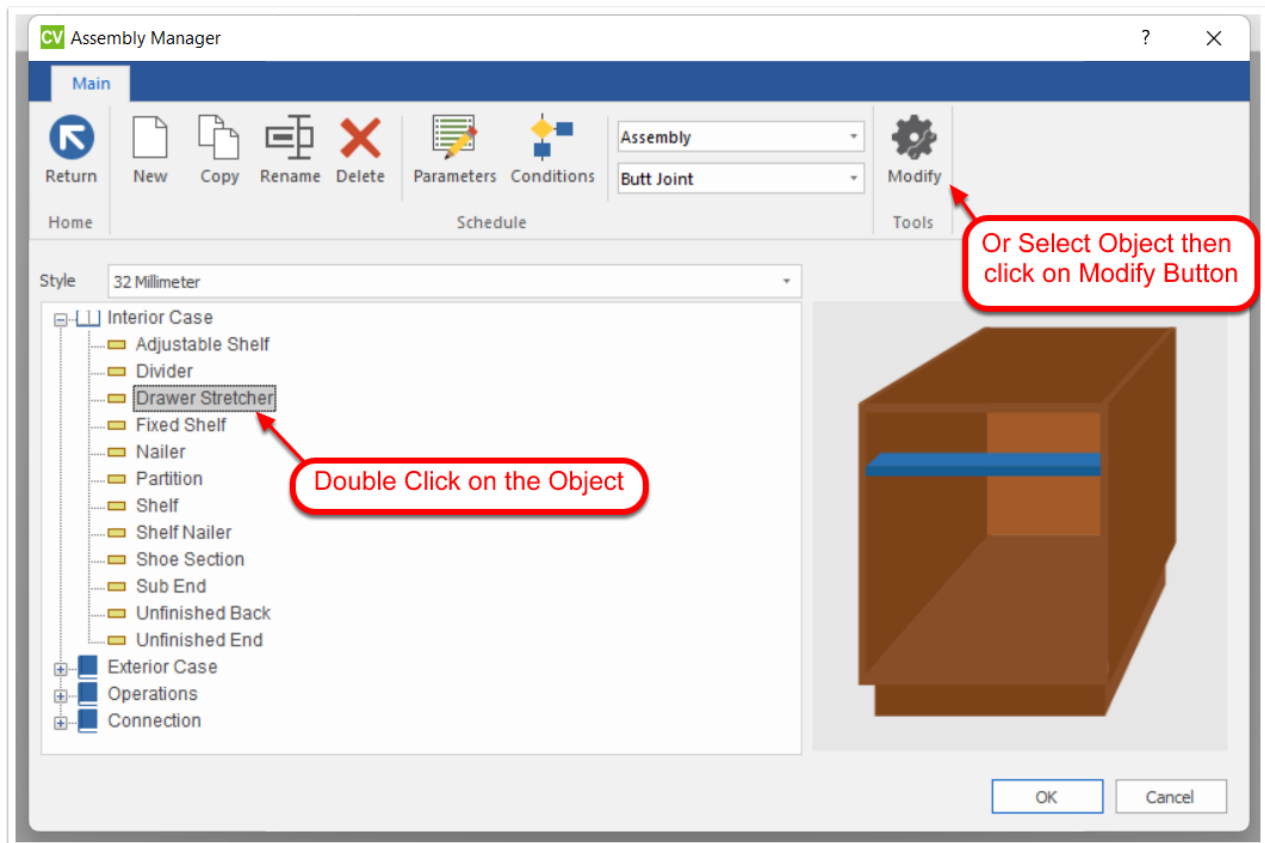 CV Assembly Manager ?
Main
Return New Copy Rename Delete Parameters Conditions Assembly Modify
Butt Joint
Home Schedule Tools
Or Select Object then
click on Modify Button
Style 32 Millimeter
Interior Case
Adjustable Shelf
Divider
Drawer Stretcher
Fixed Shelf
Nailer
Double Click on the Object
Partition
Shelf
Shelf Nailer
Shoe Section
Sub End
Unfinished Back
Unfinished End
Exterior Case
Operations
Connection
OK Cancel